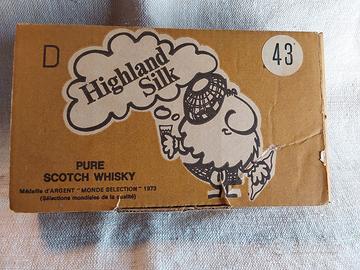 D
Highland
Silk
43°
PURE
SCOTCH WHISKY
Médaille d'ARGENT "MONDE SELECTION" 1973
(Sélections mondiales de la qualité)